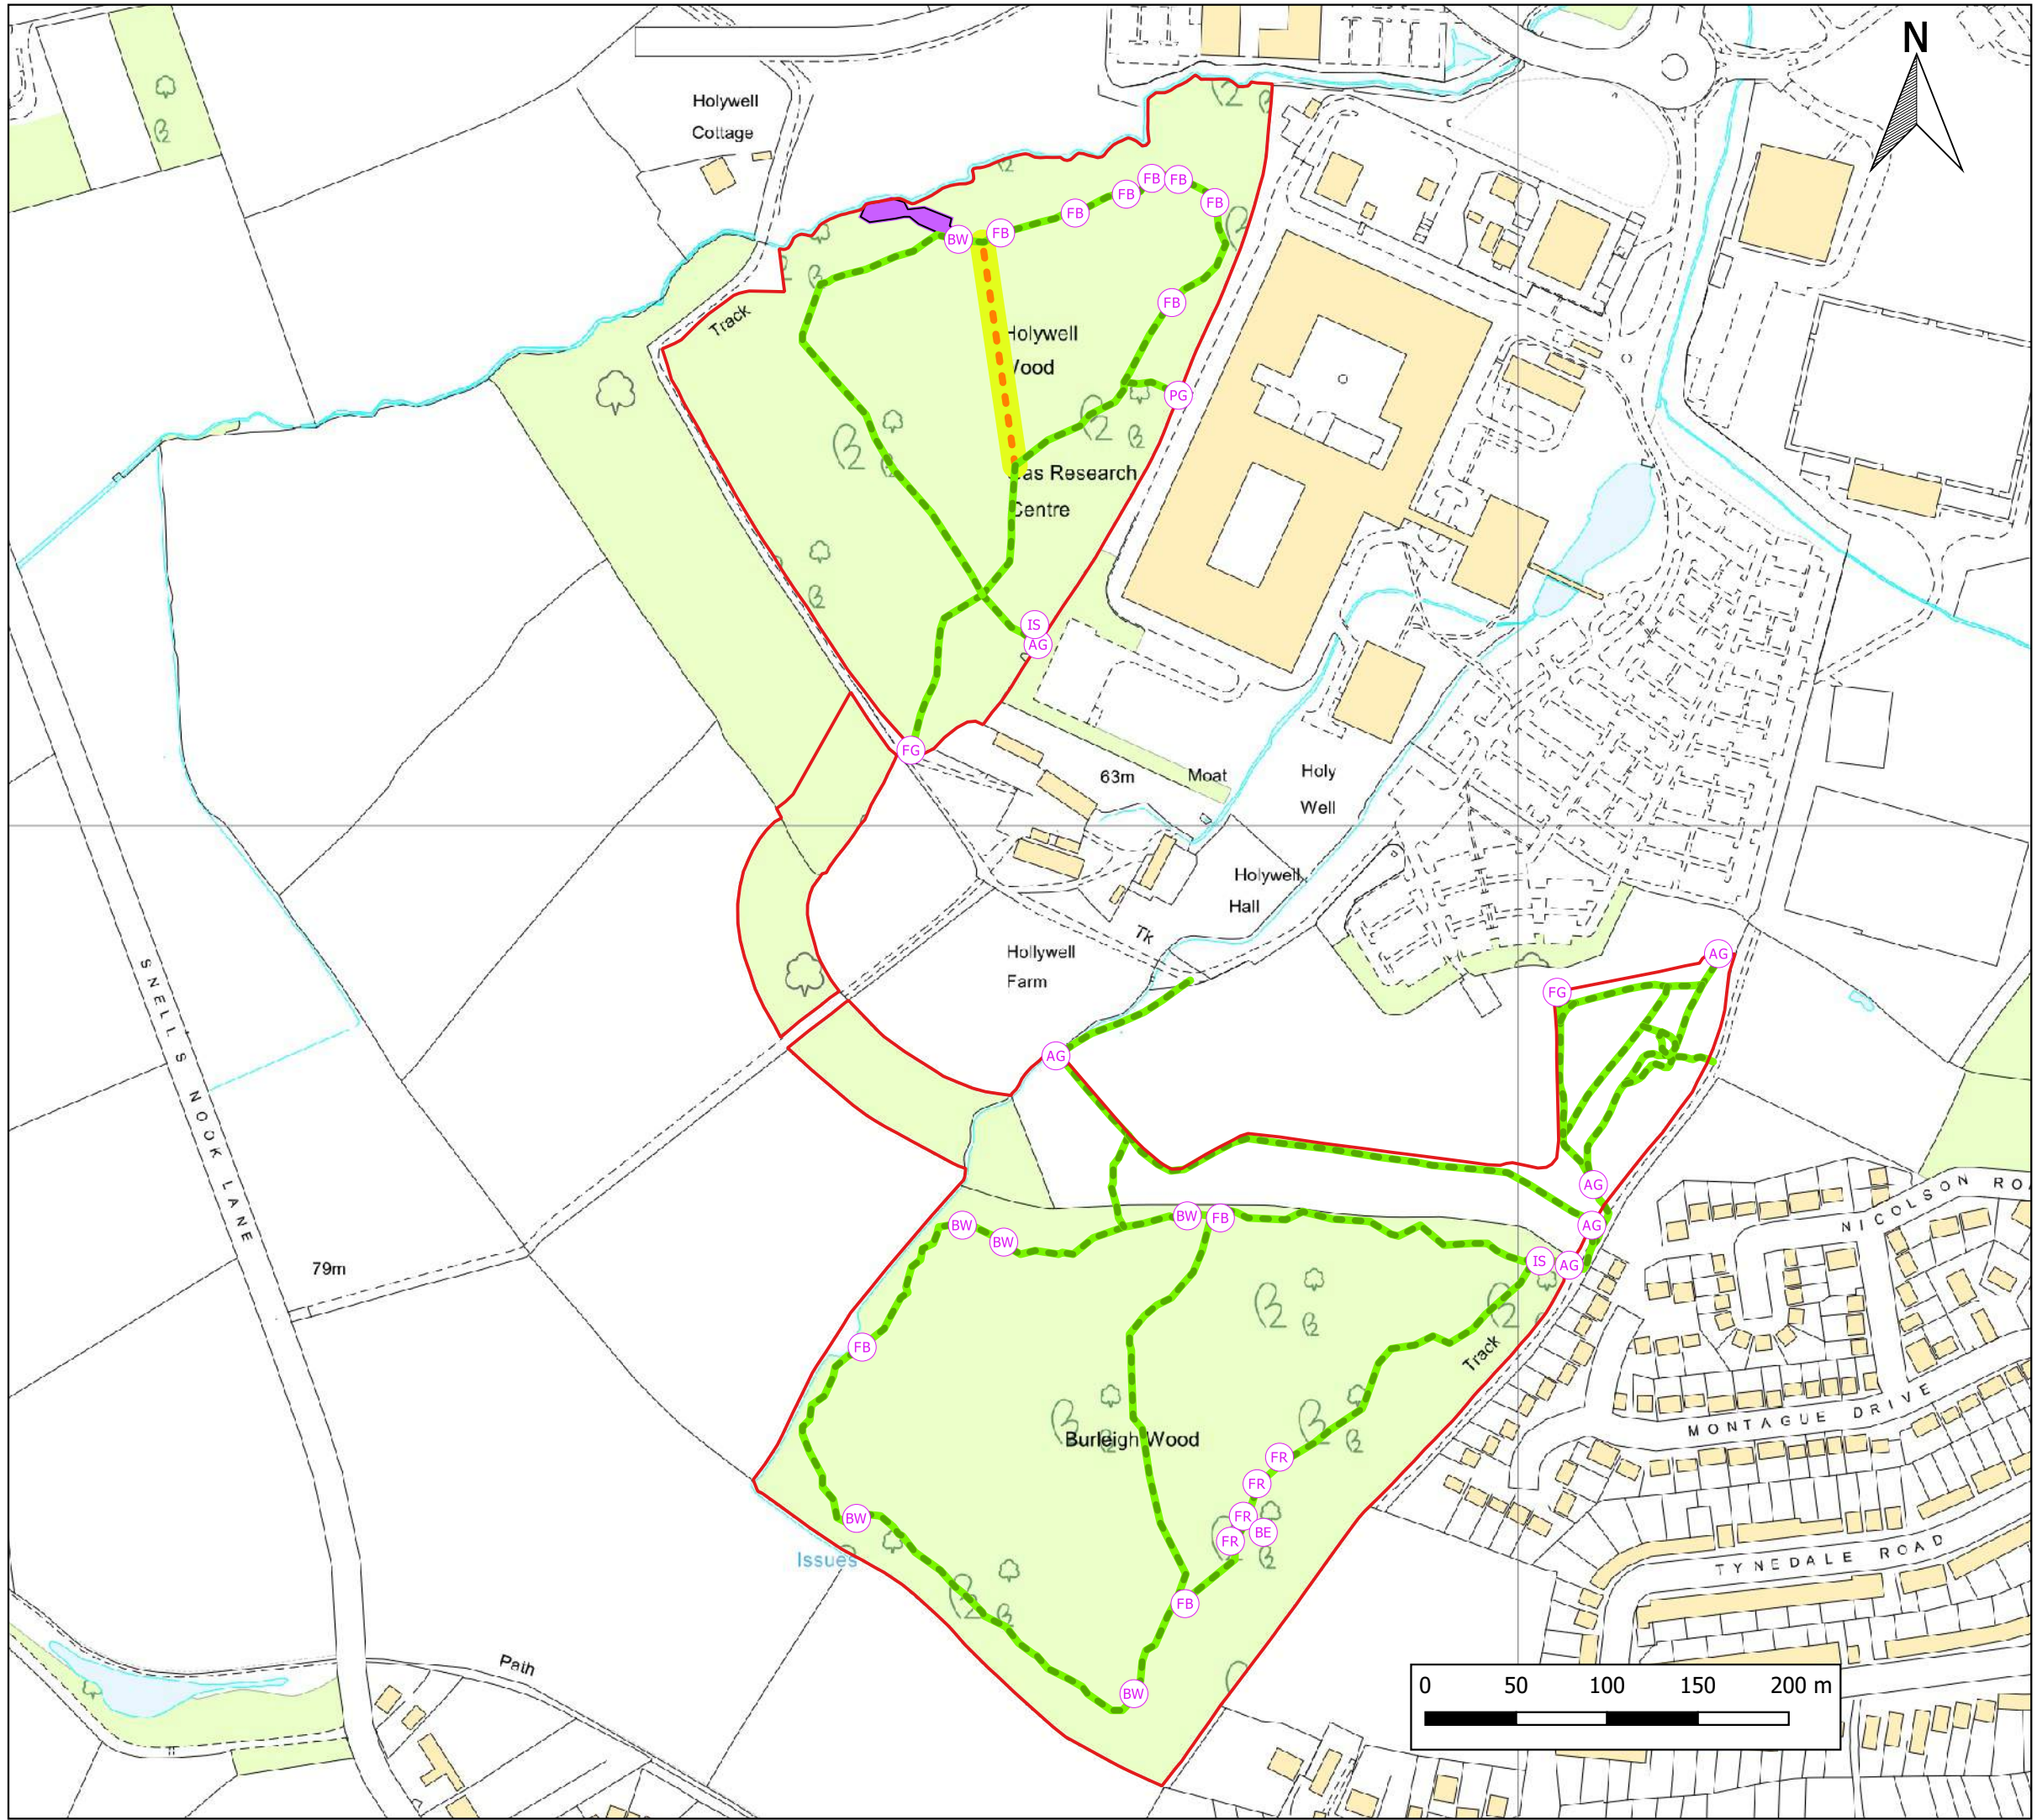 N
Holywell
Cottage
FB
FB
FB
FB
FB
FB
BW
Track
FB
Holywell
Wood
PG
Gas Research
Centre
IS
AG
FG
63m
Moat
Holy
Well
Holywell
Hall
Tk
Hollywell
Farm
SNELLS NOOK LANE
AG
FG
AG
AG
AG
BW
BW
BW
FB
IS
AG
NICOLSON RO
79m
FB
Track
MONTAGUE DRIVE
Burleigh Wood
FR
FR
FR
BE
FR
BW
Issues
TYNEDALE ROAD
FB
Path
BW
0 50 100 150 200 m